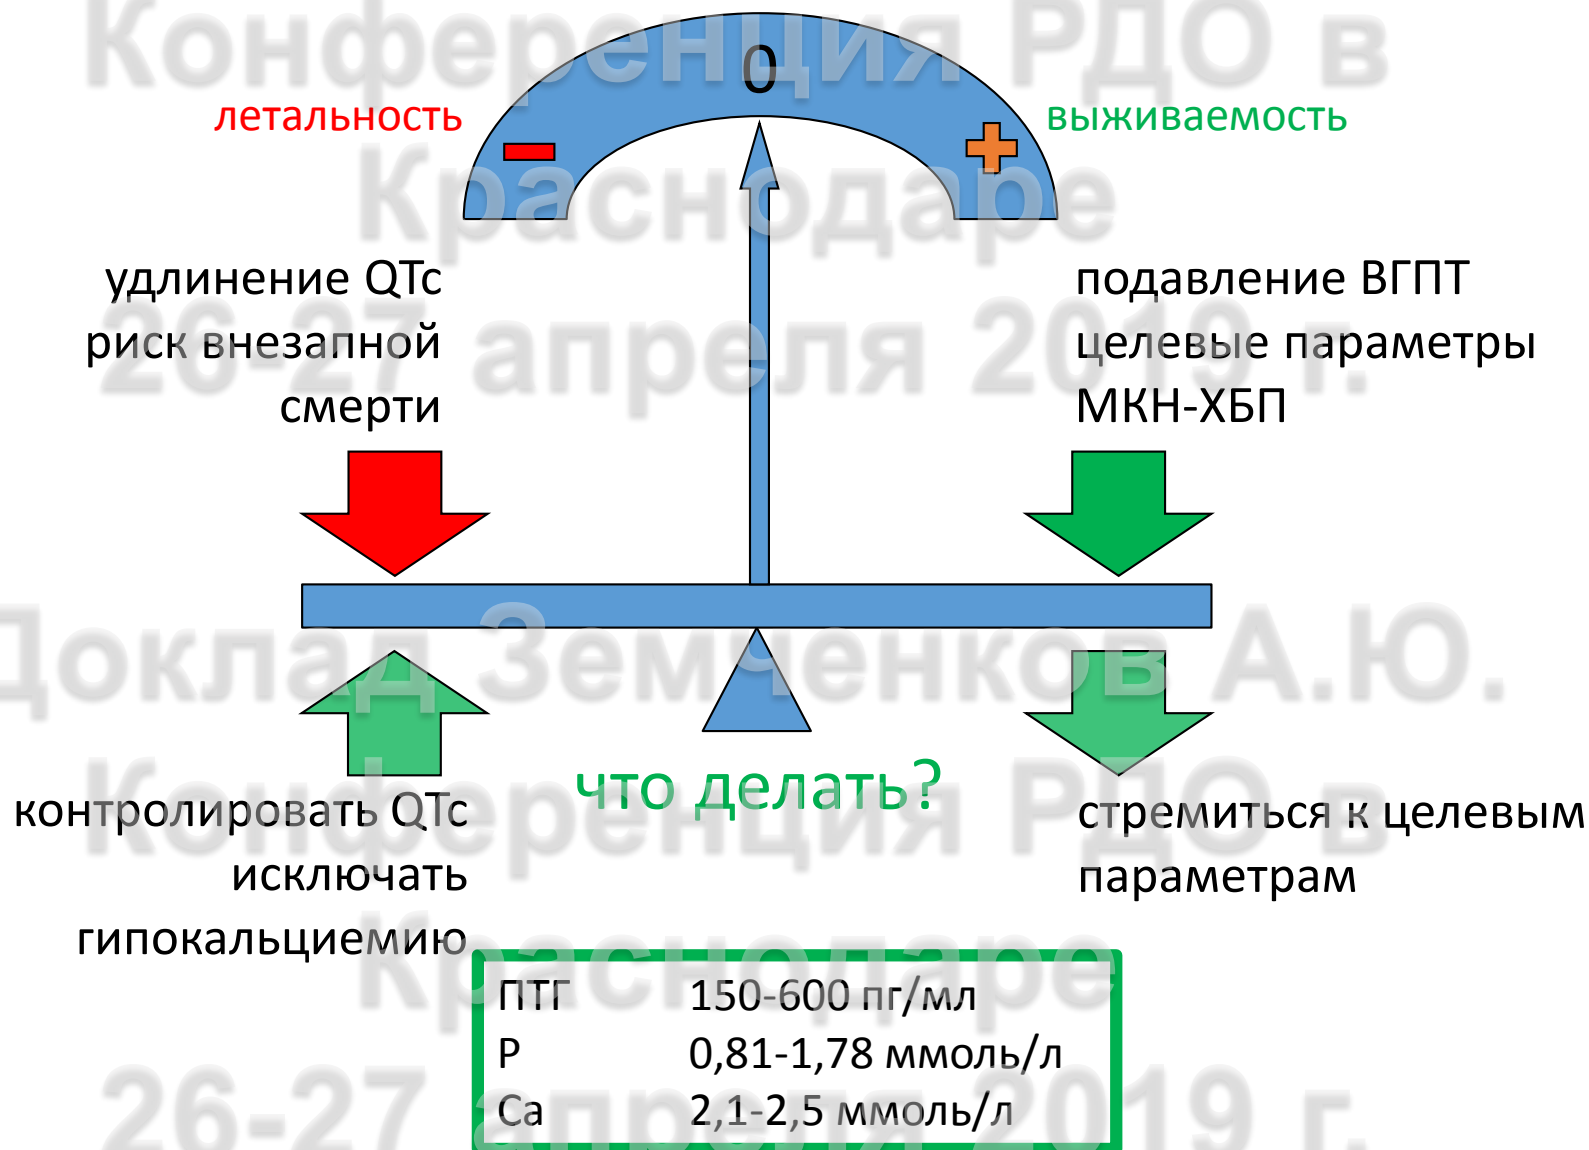 Конференция РДО в
0
летальность
выживаемость
Краснодаре
удлинение QTc
риск внезапной
смерти
подавление ВГПТ
целевые параметры
МКН-ХБП
26-27 апреля 2019 г.
Доклад Земченков А.Ю.
что делать?
Конференция РДО в
контролировать QTc
исключать
гипокальциемию
стремиться к целевым
параметрам
Краснодаре
ПТГ 150-600 пг/мл
P 0,81-1,78 ммоль/л
Ca 2,1-2,5 ммоль/л
26-27 апреля 2019 г.